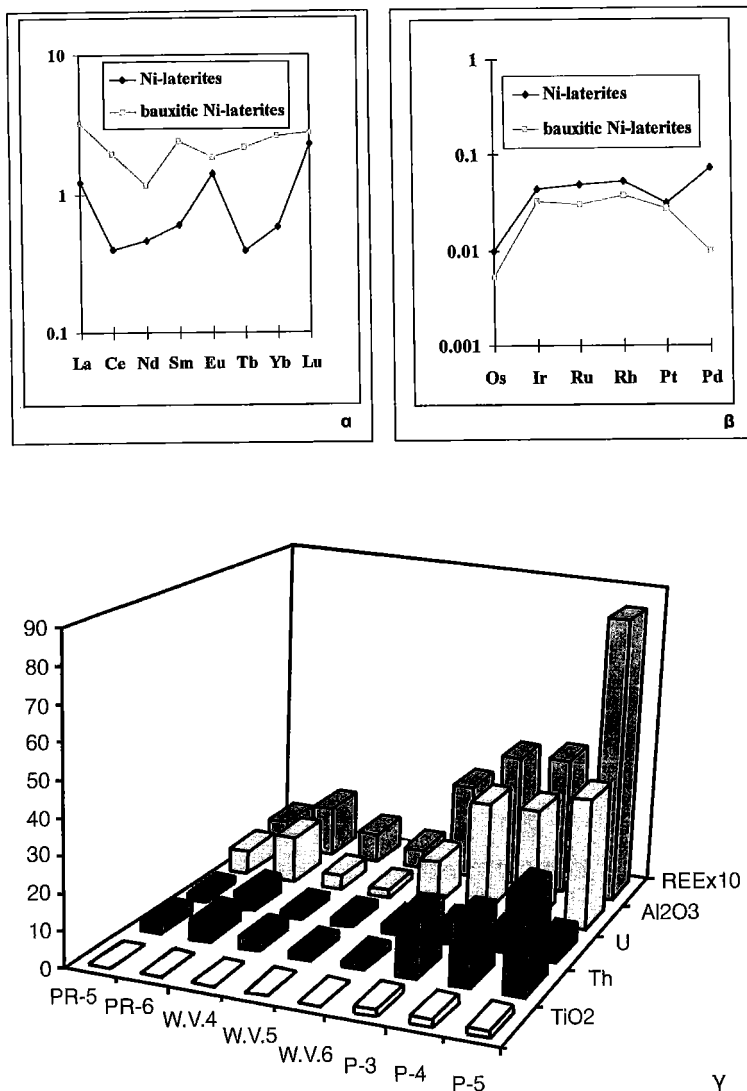 10
Ni-laterites
bauxitic Ni-laterites
1
0.1
La Ce Nd Sm Eu Tb Yb Lu
α
1
Ni-laterites
bauxitic Ni-laterites
0.1
0.01
0.001
Os Ir Ru Rh Pt Pd
β
90
80
70
60
50
40
30
20
10
0
PR-5
PR-6
W.V.4
W.V.5
W.V.6
P-3
P-4
P-5
REEx10
Al2O3
U
Th
TiO2
γ